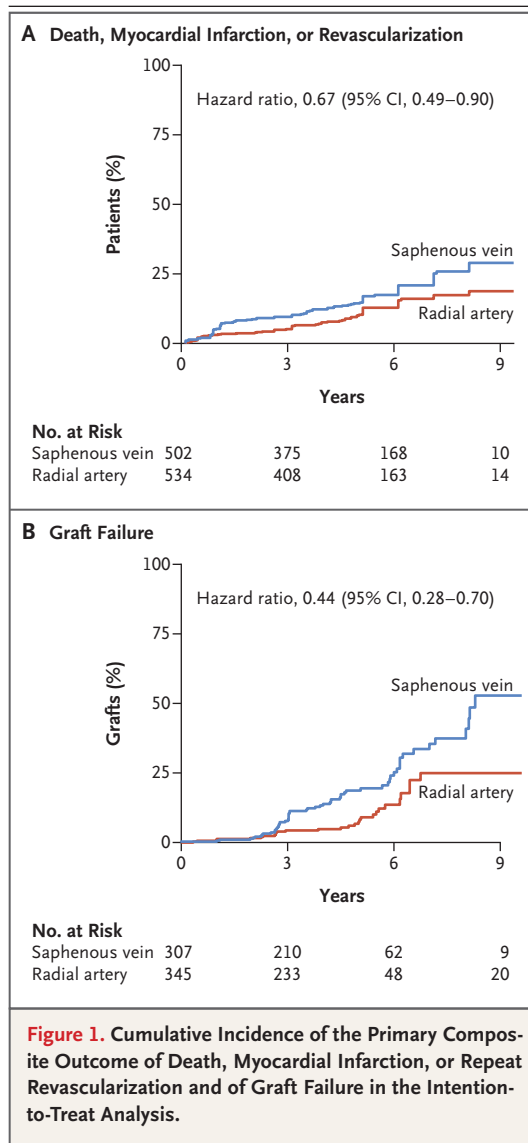 A Death, Myocardial Infarction, or Revascularization
100
75
50
25
0
Patients (%)
Hazard ratio, 0.67 (95% CI, 0.49–0.90)
Saphenous vein
Radial artery
0 3 6 9
Years
No. at Risk
Saphenous vein 502 375 168 10
Radial artery 534 408 163 14
B Graft Failure
100
75
50
25
0
Grafts (%)
Hazard ratio, 0.44 (95% CI, 0.28–0.70)
Saphenous vein
Radial artery
0 3 6 9
Years
No. at Risk
Saphenous vein 307 210 62 9
Radial artery 345 233 48 20
Figure 1. Cumulative Incidence of the Primary Compos-
ite Outcome of Death, Myocardial Infarction, or Repeat
Revascularization and of Graft Failure in the Intention-
to-Treat Analysis.